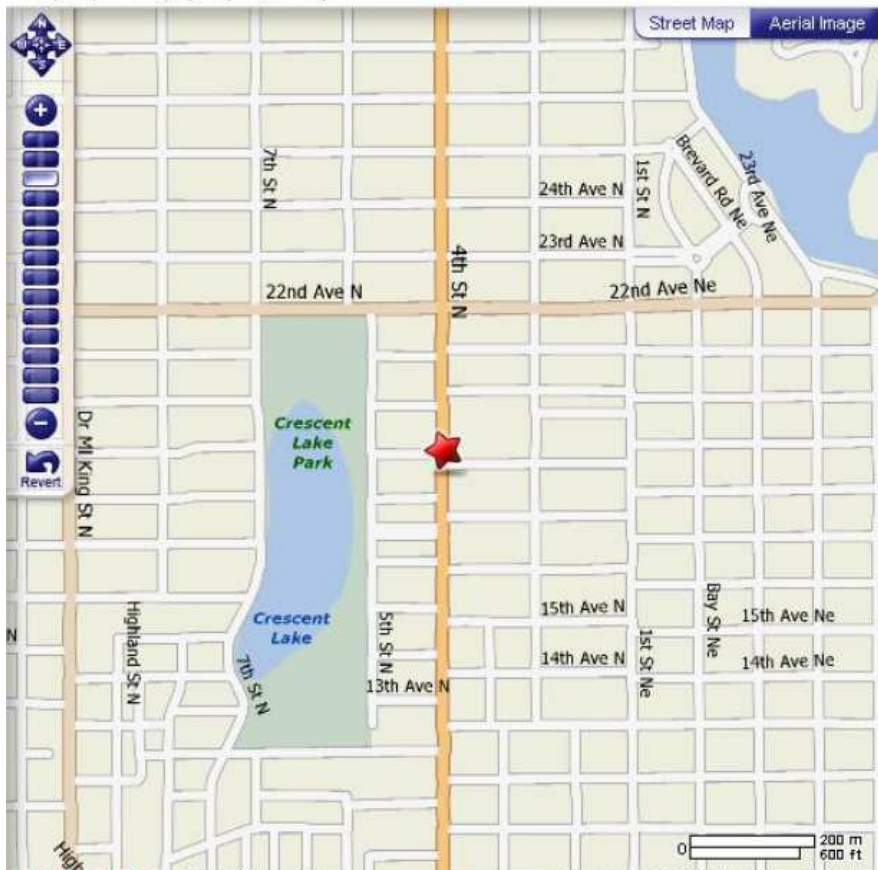 Street Map
Aerial Image
N
W
E
S
+
−
Revert
7th St N
1st St N
Brevard Rd Ne
23rd Ave Ne
24th Ave N
23rd Ave N
4th St N
22nd Ave N
22nd Ave Ne
Crescent
Lake
Park
Dr Ml King St N
Crescent
Lake
Highland St N
N
7th St N
5th St N
13th Ave N
15th Ave N
14th Ave N
1st St Ne
Bay St Ne
15th Ave Ne
14th Ave Ne
0
200 m
600 ft